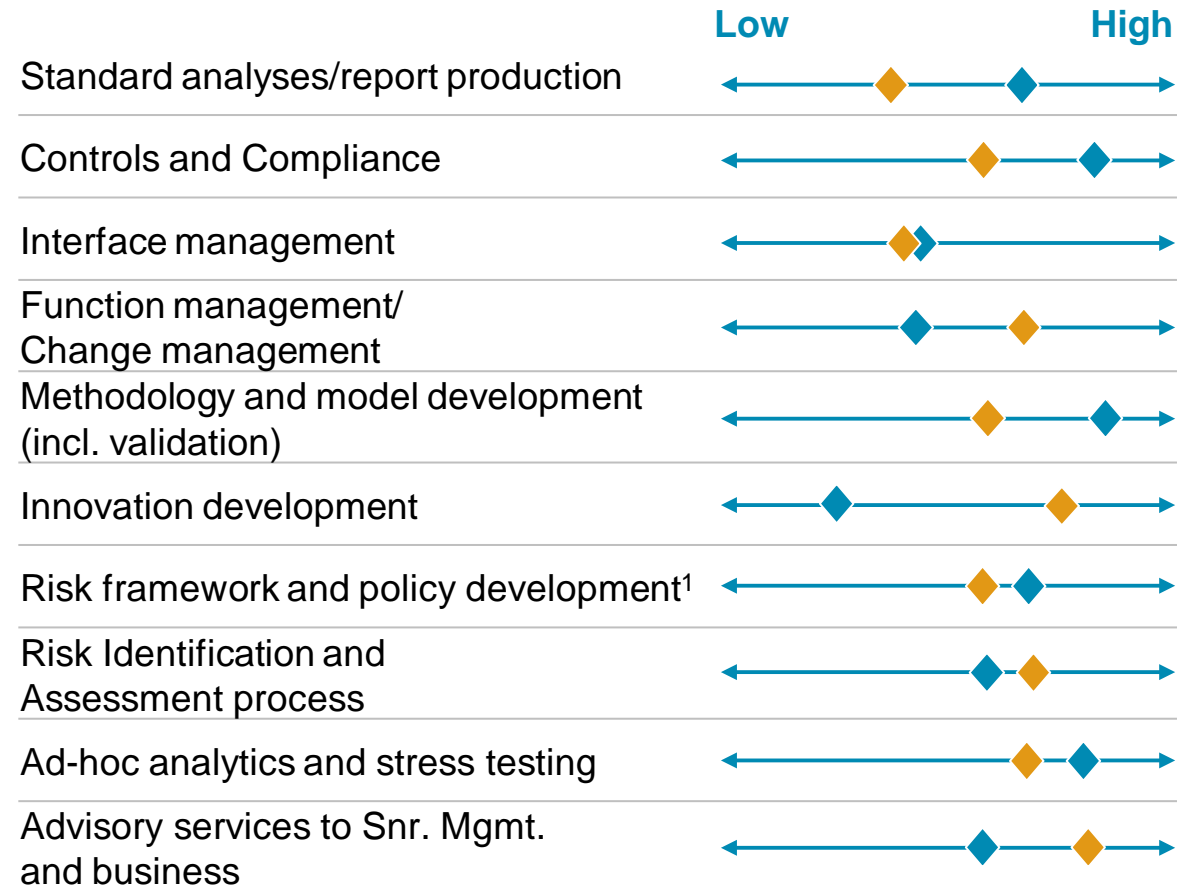 Low High
Standard analyses/report production
Controls and Compliance
Interface management
Function management/
Change management
Methodology and model development
(incl. validation)
Innovation development
Risk framework and policy development¹
Risk Identification and
Assessment process
Ad-hoc analytics and stress testing
Advisory services to Snr. Mgmt.
and business